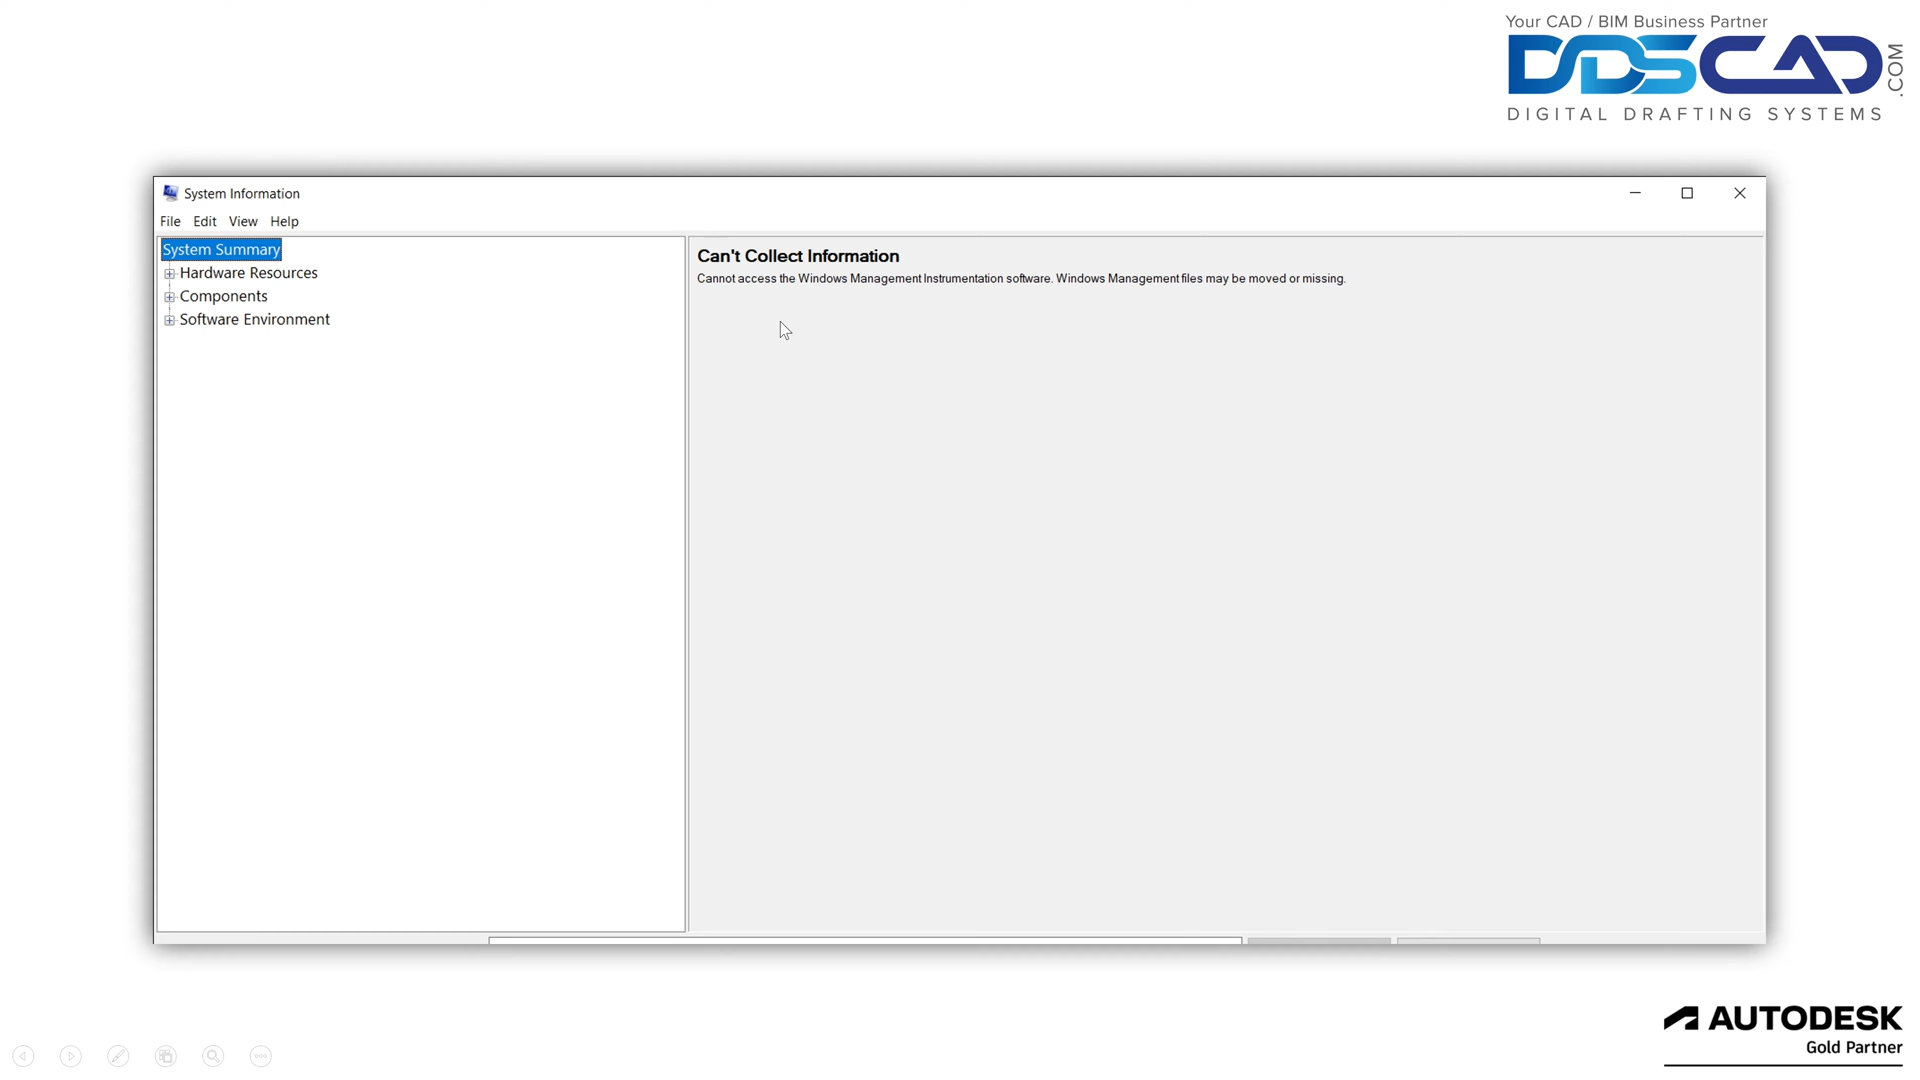 Your CAD / BIM Business Partner
DDSCAD
.COM
DIGITAL DRAFTING SYSTEMS
System Information
File Edit View Help
System Summary
Hardware Resources
Components
Software Environment
Can't Collect Information
Cannot access the Windows Management Instrumentation software. Windows Management files may be moved or missing.
AUTODESK
Gold Partner